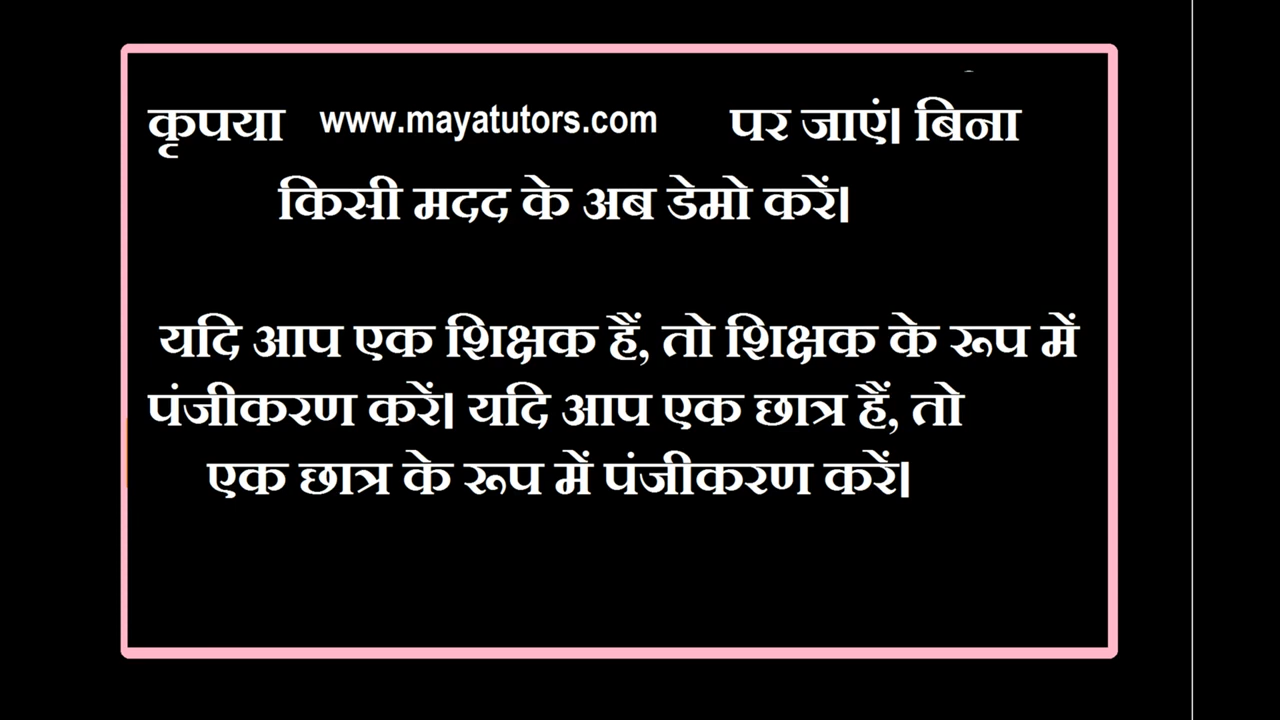 कृपया www.mayatutors.com पर जाएं। बिना
किसी मदद के अब डेमो करें।
यदि आप एक शिक्षक हैं, तो शिक्षक के रूप में
पंजीकरण करें। यदि आप एक छात्र हैं, तो
एक छात्र के रूप में पंजीकरण करें।